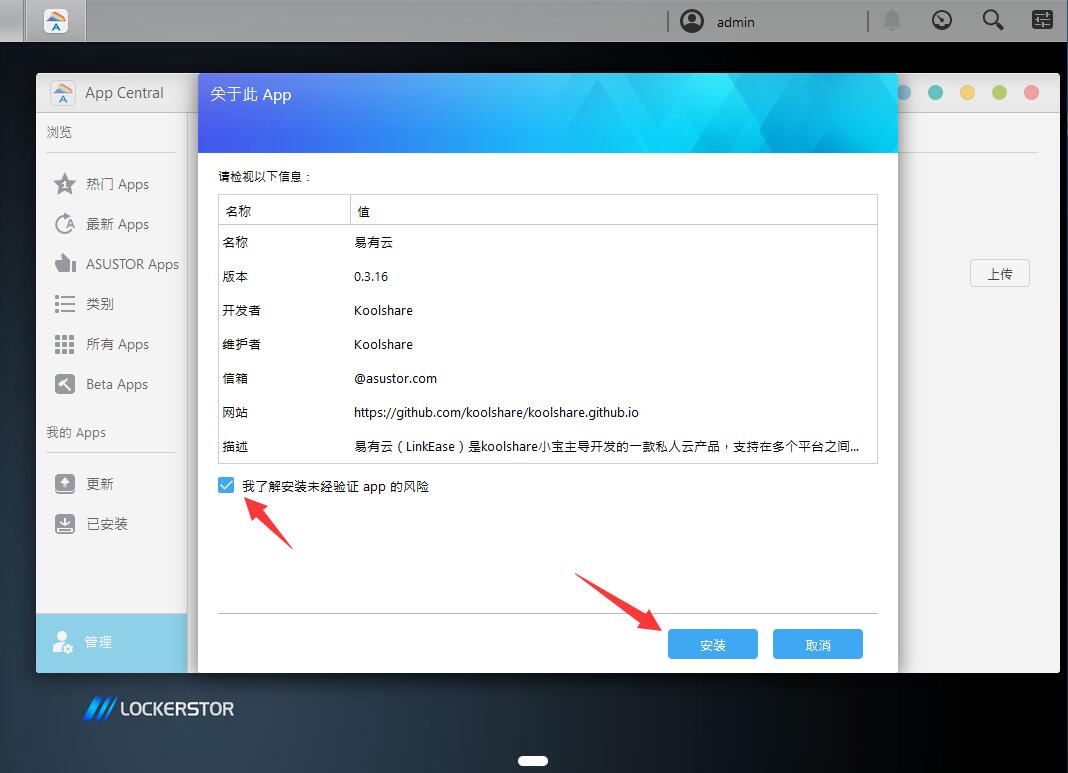 admin
App Central
关于此 App
浏览
请检视以下信息：
名称 值
热门 Apps
名称 易有云
最新 Apps
版本 0.3.16
ASUSTOR Apps
上传
类别
开发者 Koolshare
所有 Apps
维护者 Koolshare
Beta Apps
信箱 @asustor.com
我的 Apps
网站 https://github.com/koolshare/koolshare.github.io
描述 易有云（LinkEase）是koolshare小宝主导开发的一款私人云产品，支持在多个平台之间...
更新
我了解安装未经验证 app 的风险
已安装
管理
安装 取消
LOCKERSTOR